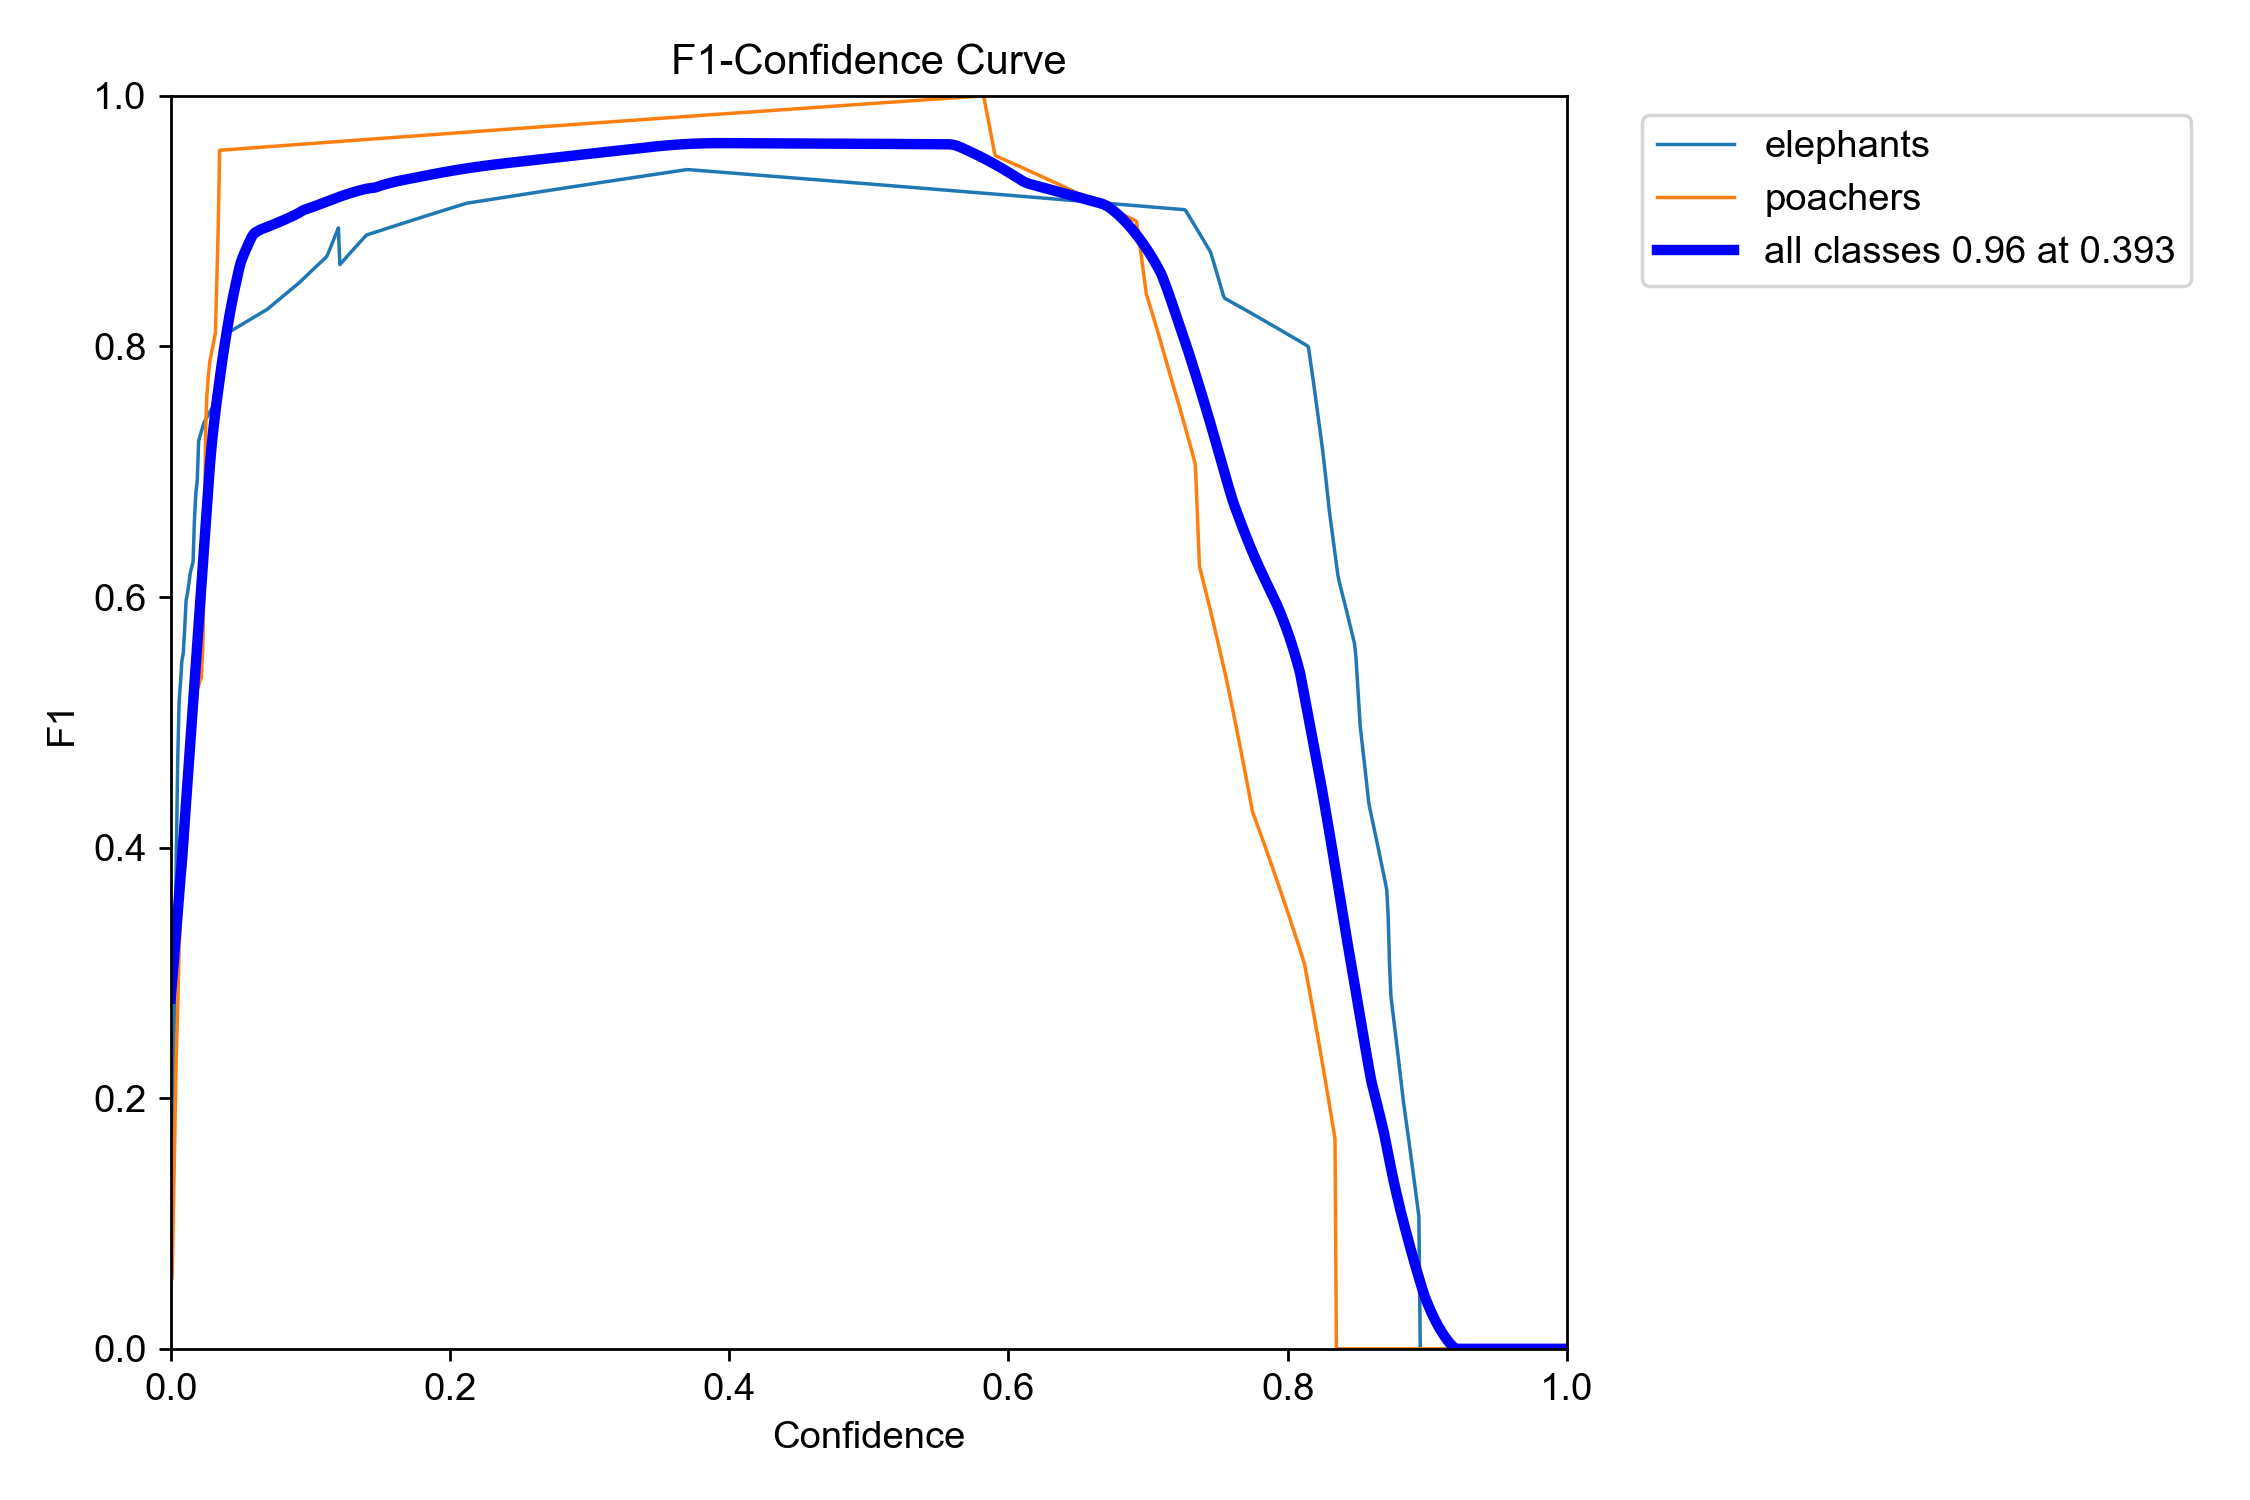 F1-Confidence Curve
1.0
0.8
0.6
0.4
0.2
0.0
F1
0.0 0.2 0.4 0.6 0.8 1.0
Confidence
elephants
poachers
all classes 0.96 at 0.393